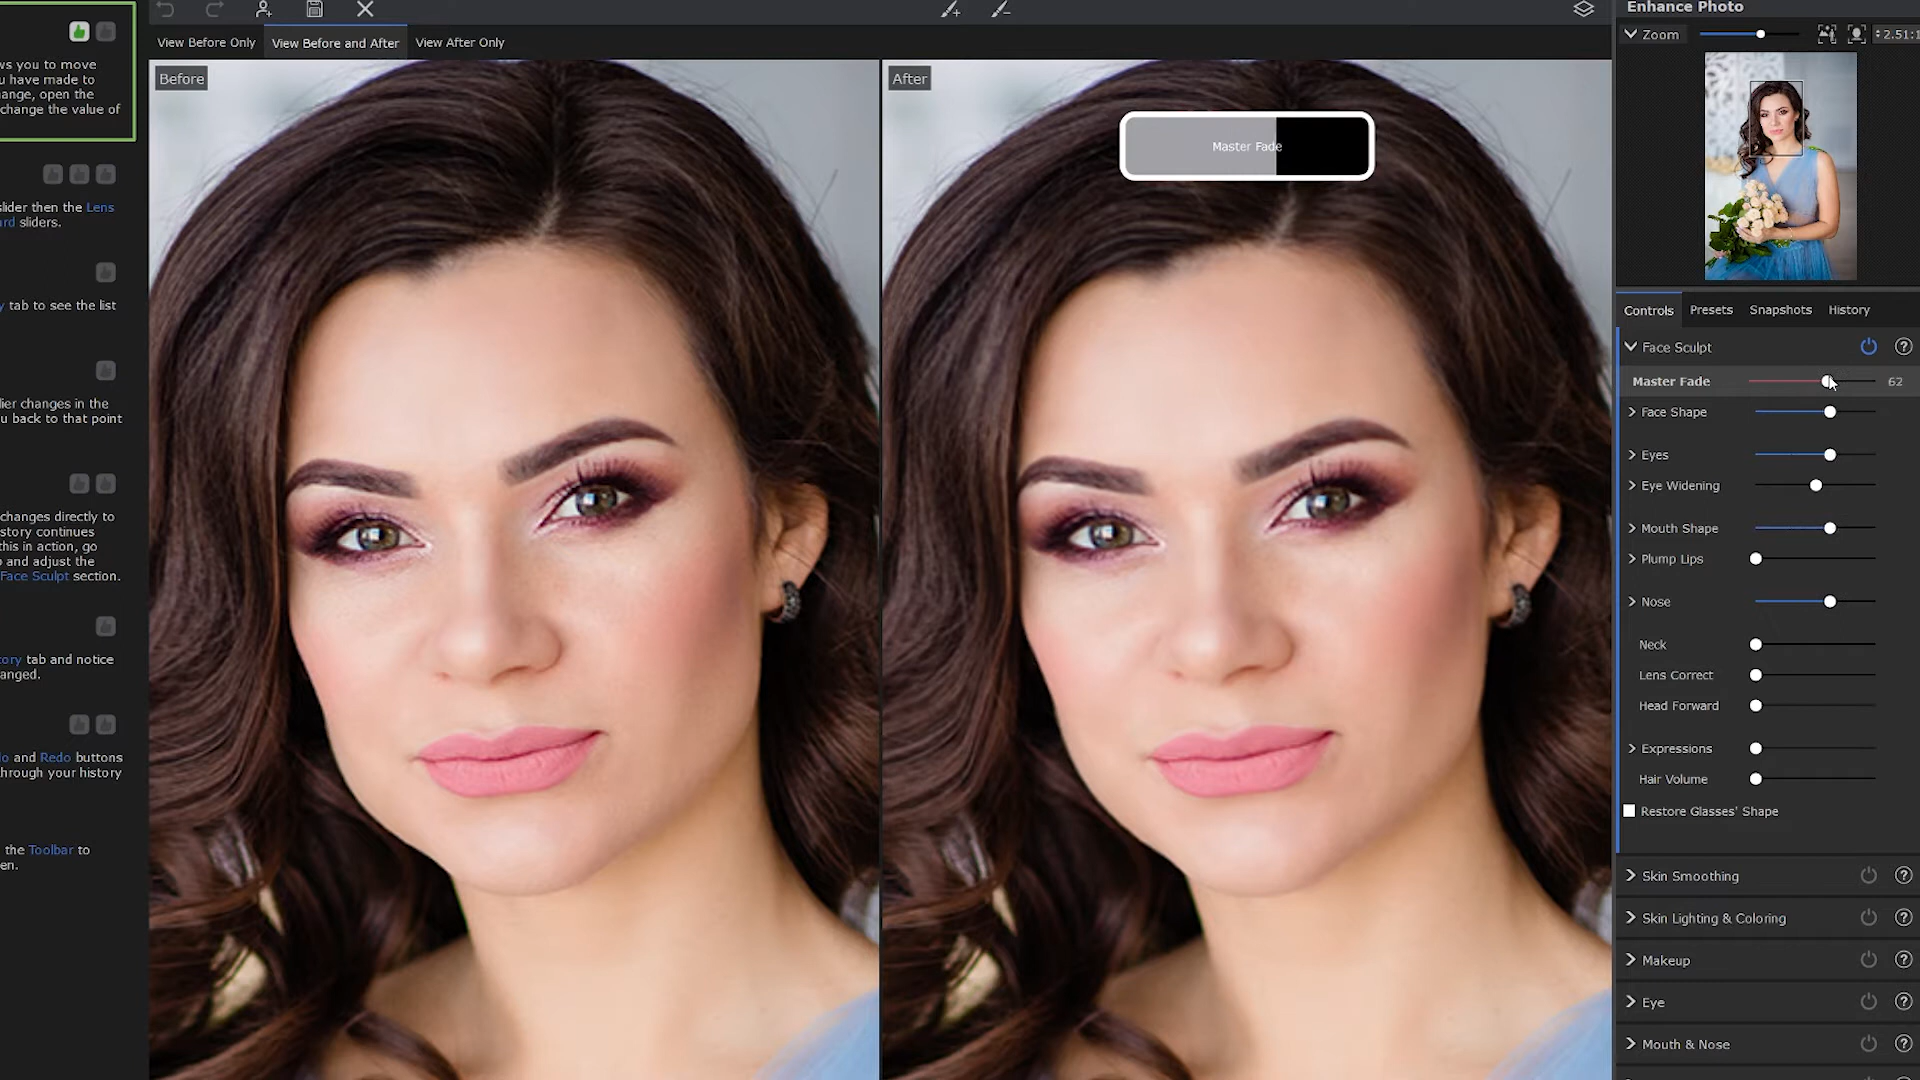 ws you to move
u have made to
ange, open the
change the value of
slider then the Lens
ard sliders.
tab to see the list
lier changes in the
u back to that point
changes directly to
story continues
this in action, go
and adjust the
Face Sculpt section.
ory tab and notice
anged.
do and Redo buttons
through your history
the Toolbar to
en.
View Before Only
View Before and After
View After Only
Before
After
Master Fade
Enhance Photo
Zoom
2.51:1
Controls
Presets
Snapshots
History
Face Sculpt
Master Fade
62
Face Shape
Eyes
Eye Widening
Mouth Shape
Plump Lips
Nose
Neck
Lens Correct
Head Forward
Expressions
Hair Volume
Restore Glasses' Shape
Skin Smoothing
Skin Lighting & Coloring
Makeup
Eye
Mouth & Nose